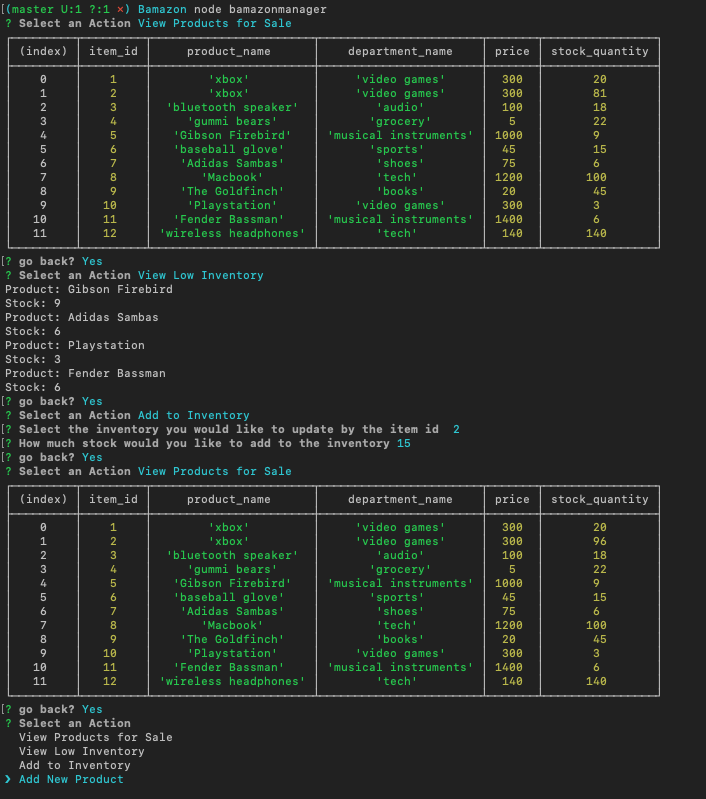 [(master U:1 ?:1 ×) Bamazon node bamazonmanager
? Select an Action View Products for Sale
(index) item_id product_name department_name price stock_quantity
0 1 'xbox' 'video games' 300 20
1 2 'xbox' 'video games' 300 81
2 3 'bluetooth speaker' 'audio' 100 18
3 4 'gummi bears' 'grocery' 5 22
4 5 'Gibson Firebird' 'musical instruments' 1000 9
5 6 'baseball glove' 'sports' 45 15
6 7 'Adidas Sambas' 'shoes' 75 6
7 8 'Macbook' 'tech' 1200 100
8 9 'The Goldfinch' 'books' 20 45
9 10 'Playstation' 'video games' 300 3
10 11 'Fender Bassman' 'musical instruments' 1400 6
11 12 'wireless headphones' 'tech' 140 140
[? go back? Yes
? Select an Action View Low Inventory
Product: Gibson Firebird
Stock: 9
Product: Adidas Sambas
Stock: 6
Product: Playstation
Stock: 3
Product: Fender Bassman
Stock: 6
[? go back? Yes
? Select an Action Add to Inventory
[? Select the inventory you would like to update by the item id 2
[? How much stock would you like to add to the inventory 15
[? go back? Yes
? Select an Action View Products for Sale
(index) item_id product_name department_name price stock_quantity
0 1 'xbox' 'video games' 300 20
1 2 'xbox' 'video games' 300 96
2 3 'bluetooth speaker' 'audio' 100 18
3 4 'gummi bears' 'grocery' 5 22
4 5 'Gibson Firebird' 'musical instruments' 1000 9
5 6 'baseball glove' 'sports' 45 15
6 7 'Adidas Sambas' 'shoes' 75 6
7 8 'Macbook' 'tech' 1200 100
8 9 'The Goldfinch' 'books' 20 45
9 10 'Playstation' 'video games' 300 3
10 11 'Fender Bassman' 'musical instruments' 1400 6
11 12 'wireless headphones' 'tech' 140 140
[? go back? Yes
? Select an Action
View Products for Sale
View Low Inventory
Add to Inventory
❯ Add New Product